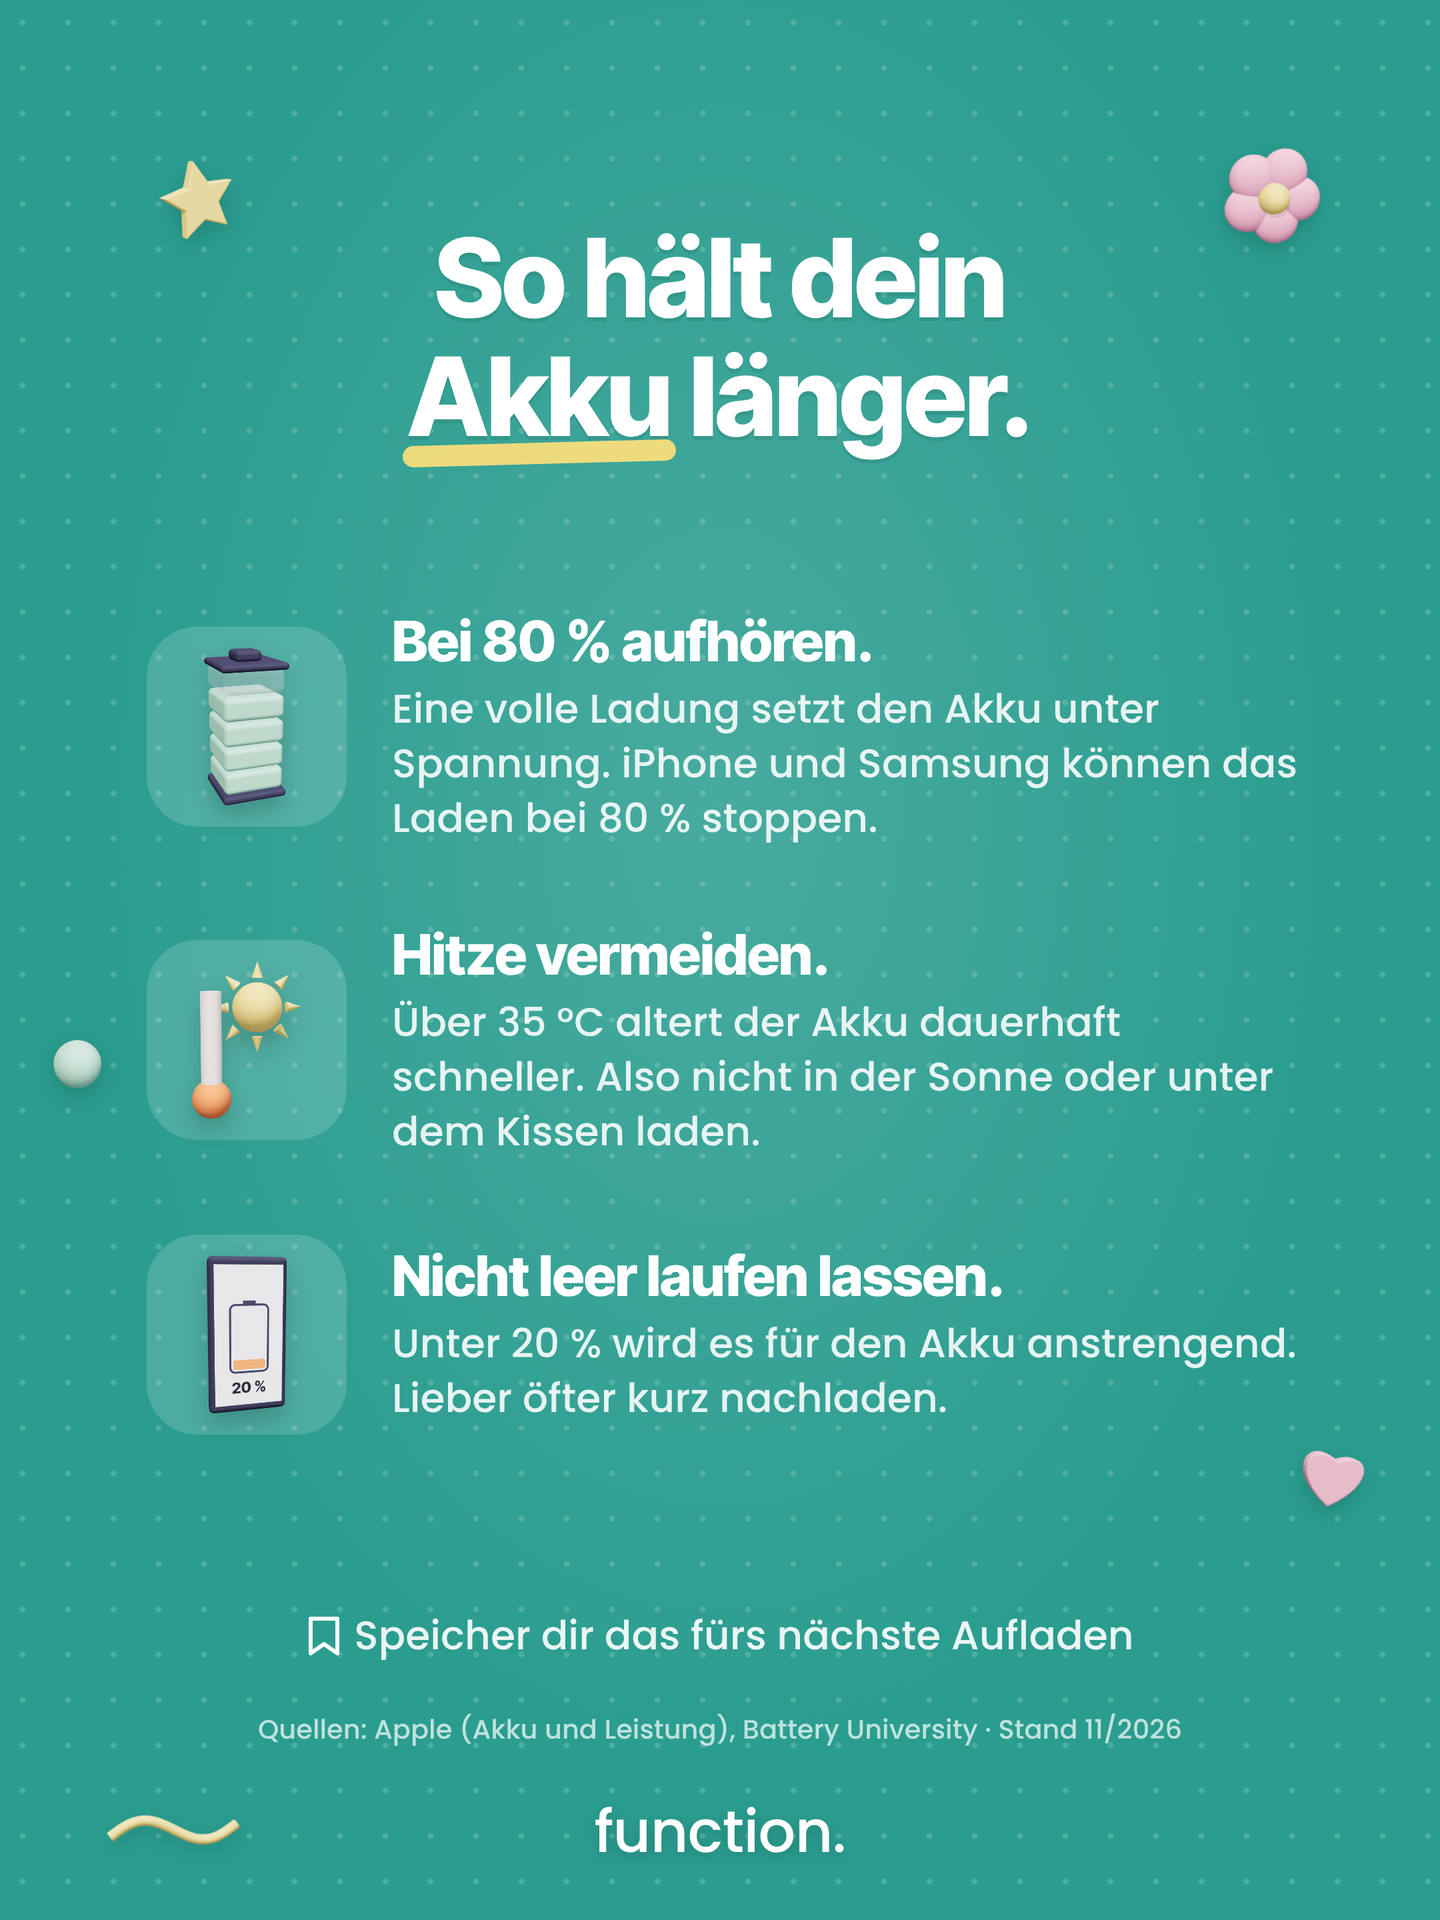 So hält dein
Akku länger.
Bei 80 % aufhören.
Eine volle Ladung setzt den Akku unter
Spannung. iPhone und Samsung können das
Laden bei 80 % stoppen.
Hitze vermeiden.
Über 35 °C altert der Akku dauerhaft
schneller. Also nicht in der Sonne oder unter
dem Kissen laden.
20 %
Nicht leer laufen lassen.
Unter 20 % wird es für den Akku anstrengend.
Lieber öfter kurz nachladen.
Speicher dir das fürs nächste Aufladen
Quellen: Apple (Akku und Leistung), Battery University · Stand 11/2026
function.